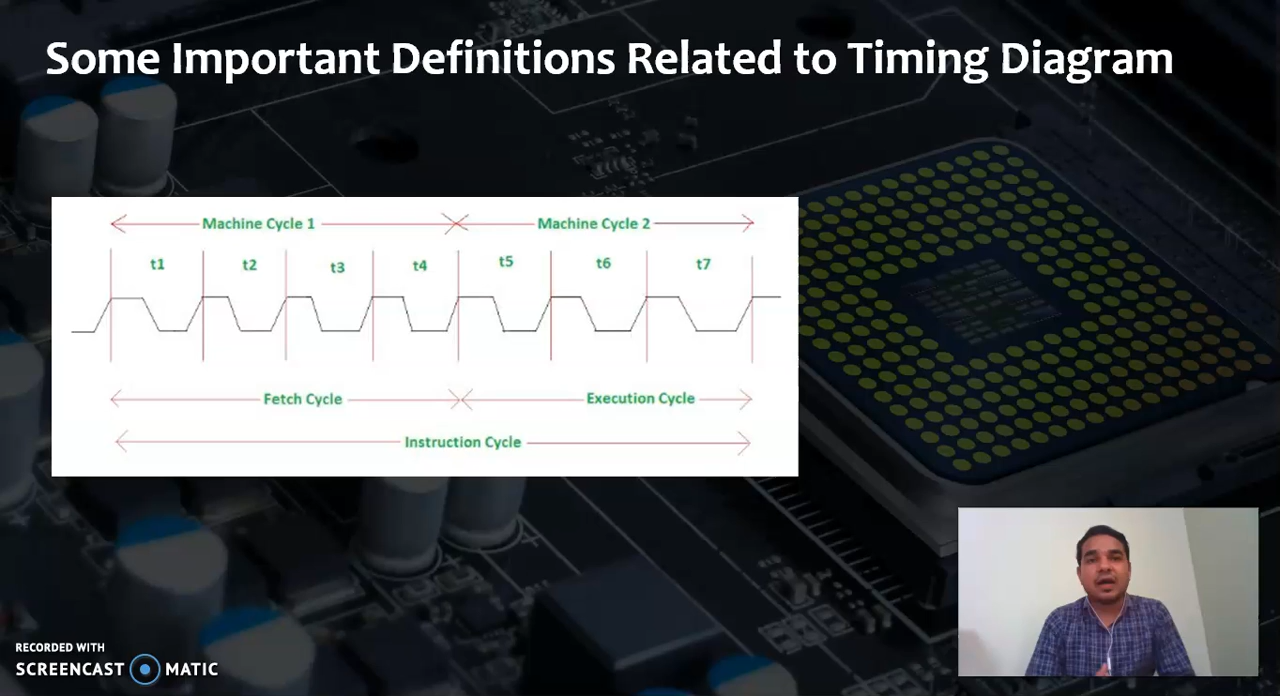 Some Important Definitions Related to Timing Diagram
Machine Cycle 1 Machine Cycle 2
t1 t2 t3 t4 t5 t6 t7
Fetch Cycle Execution Cycle
Instruction Cycle
RECORDED WITH
SCREENCAST MATIC